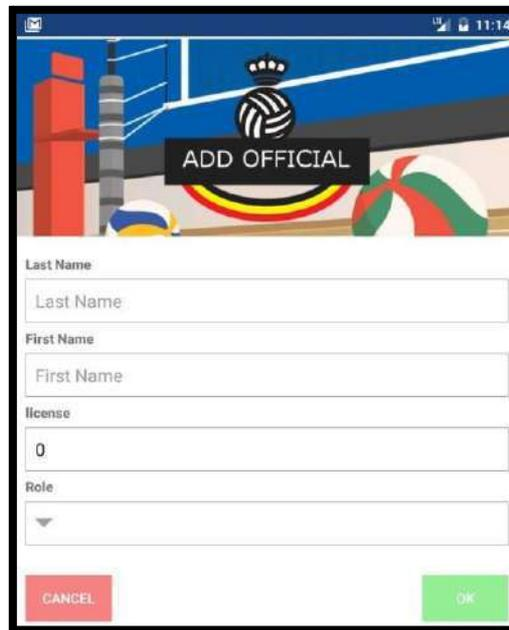 11:14
ADD OFFICIAL
Last Name
Last Name
First Name
First Name
license
0
Role
CANCEL
OK